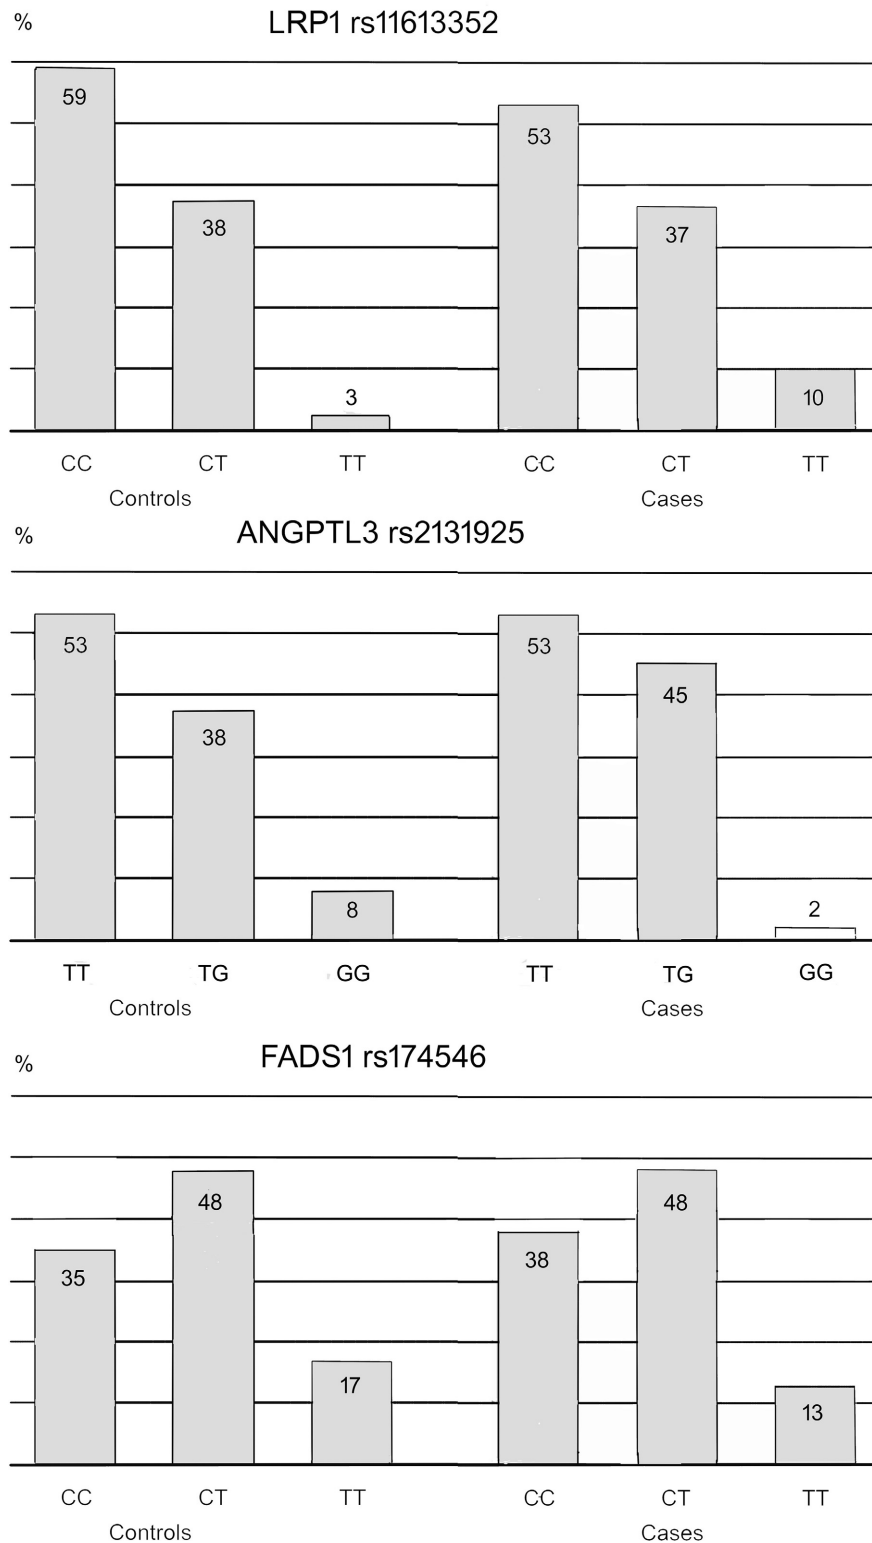 %
LRP1 rs11613352
59
38
3
53
37
10
CC CT TT CC CT TT
Controls Cases
%
ANGPTL3 rs2131925
53
38
8
53
45
2
TT TG GG TT TG GG
Controls Cases
%
FADS1 rs174546
35
48
17
38
48
13
CC CT TT CC CT TT
Controls Cases